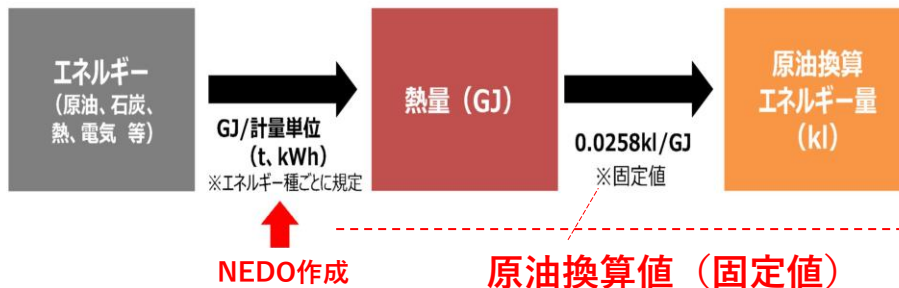 エネルギー
(原油、石炭、
熱、電気 等)
GJ/計量単位
(t、kWh)
※エネルギー種ごとに規定
NEDO作成
熱量（GJ）
0.0258kl/GJ
※固定値
原油換算値（固定値）
原油換算
エネルギー量
（kl）